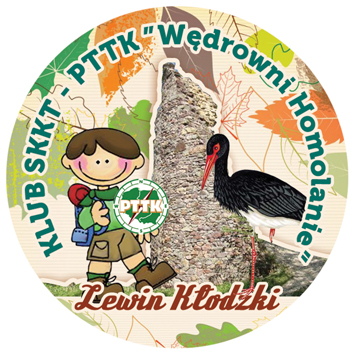 KLUB SKKT - PTTK "Wędrowni Homolanie"
PTTK
Lewin Kłodzki